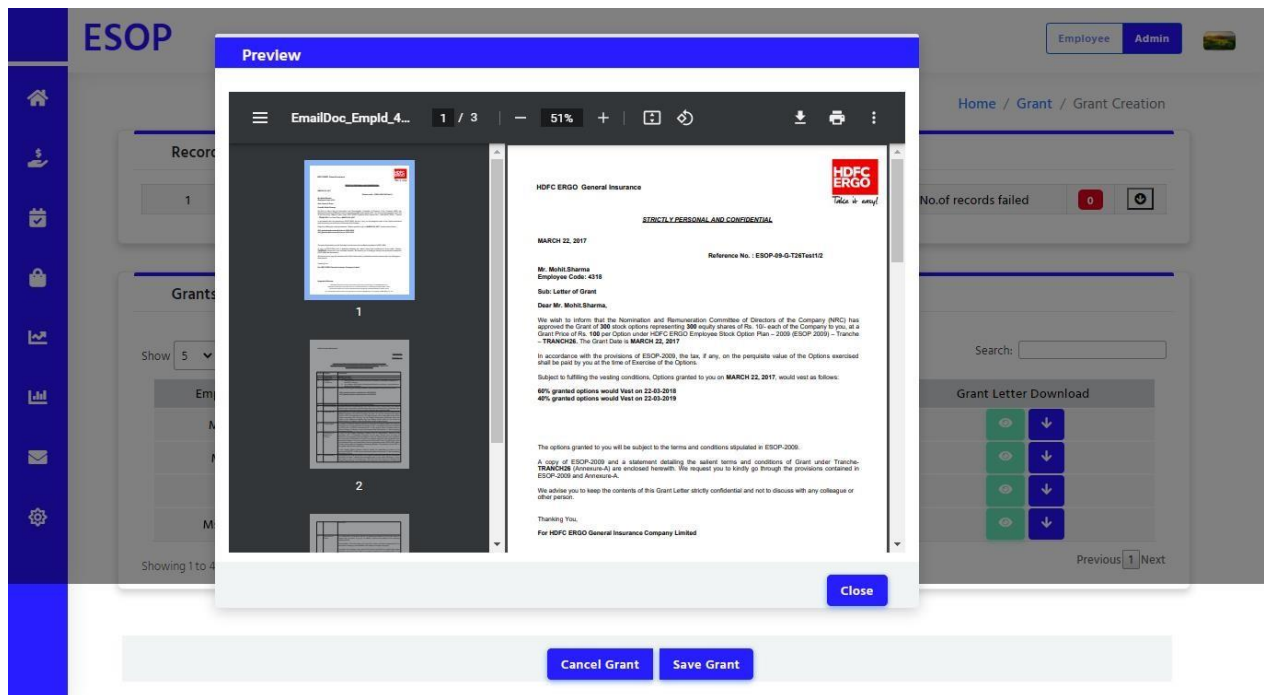 ESOP
Employee Admin
Preview
Home / Grant / Grant Creation
EmailDoc_EmpId_4... 1 / 3 51%
Record
1
No.of records failed 0
HDFC ERGO General Insurance
HDFC
ERGO
Take it easy!
STRICTLY PERSONAL AND CONFIDENTIAL
MARCH 22, 2017
Reference No. : ESOP-09-G-T26Test1/2
Mr. Mohit.Sharma
Employee Code: 4318
Sub: Letter of Grant
Dear Mr. Mohit.Sharma,
We wish to inform that the Nomination and Remuneration Committee of Directors of the Company (NRC) has
approved the Grant of 300 stock options representing 300 equity shares of Rs. 10/- each of the Company to you, at a
Grant Price of Rs. 100 per Option under HDFC ERGO Employee Stock Option Plan – 2009 (ESOP 2009) – Tranche
– TRANCH26. The Grant Date is MARCH 22, 2017
In accordance with the provisions of ESOP-2009, the tax, if any, on the perquisite value of the Options exercised
shall be paid by you at the time of Exercise of the Options.
Subject to fulfilling the vesting conditions, Options granted to you on MARCH 22, 2017, would vest as follows:
60% granted options would Vest on 22-03-2018
40% granted options would Vest on 22-03-2019
The options granted to you will be subject to the terms and conditions stipulated in ESOP-2009.
A copy of ESOP-2009 and a statement detailing the salient terms and conditions of Grant under Tranche-
TRANCH26 (Annexure-A) are enclosed herewith. We request you to kindly go through the provisions contained in
ESOP-2009 and Annexure-A.
We advise you to keep the contents of this Grant Letter strictly confidential and not to discuss with any colleague or
other person.
Thanking You,
For HDFC ERGO General Insurance Company Limited
1
2
Grants
Show 5
Search:
Em
Grant Letter Download
M
Showing 1 to 4
Previous 1 Next
Close
Cancel Grant Save Grant